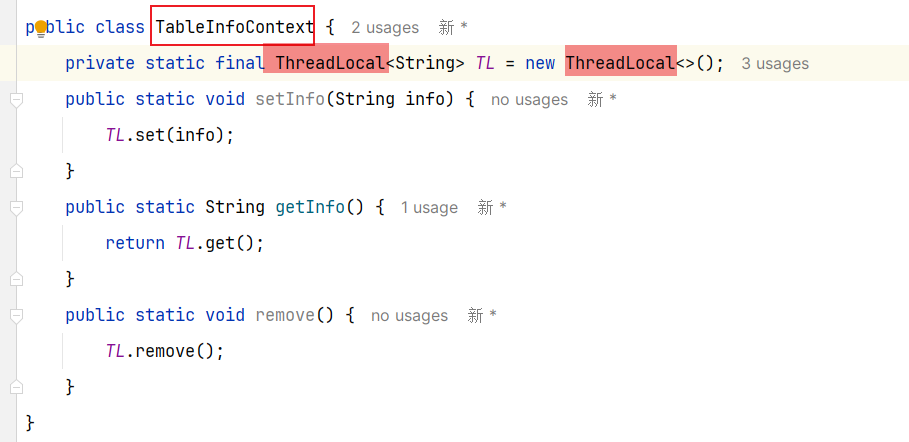 public class TableInfoContext { 2 usages 新 *
    private static final ThreadLocal<String> TL = new ThreadLocal<>(); 3 usages
    public static void setInfo(String info) { no usages 新 *
        TL.set(info);
    }
    public static String getInfo() { 1 usage 新 *
        return TL.get();
    }
    public static void remove() { no usages 新 *
        TL.remove();
    }
}